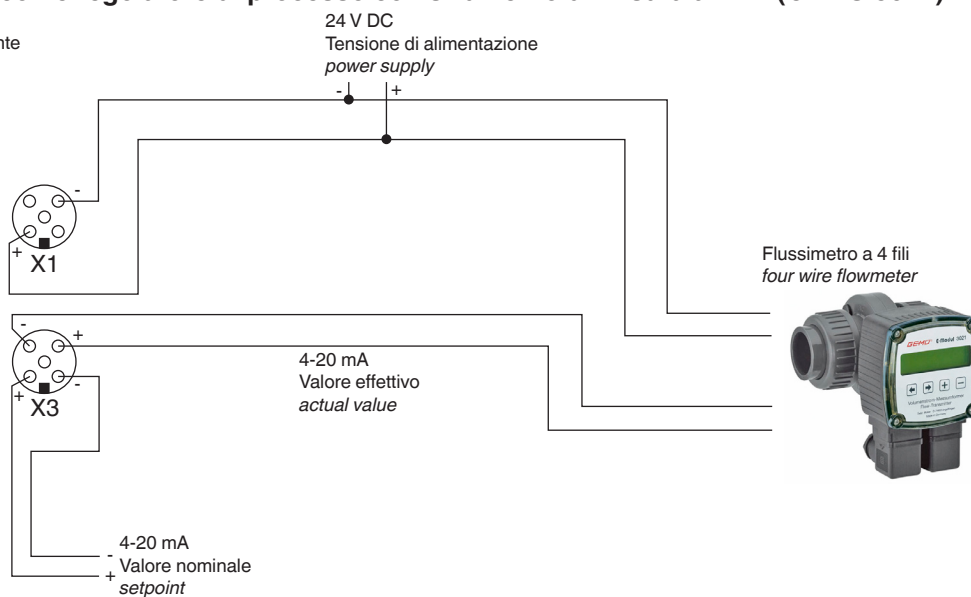 24 V DC
Tensione di alimentazione
power supply
- +
-
+
X1
Flussimetro a 4 fili
four wire flowmeter
GEMÜ
-
+
4-20 mA
Valore effettivo
actual value
+
-
X3
4-20 mA
- Valore nominale
+ setpoint